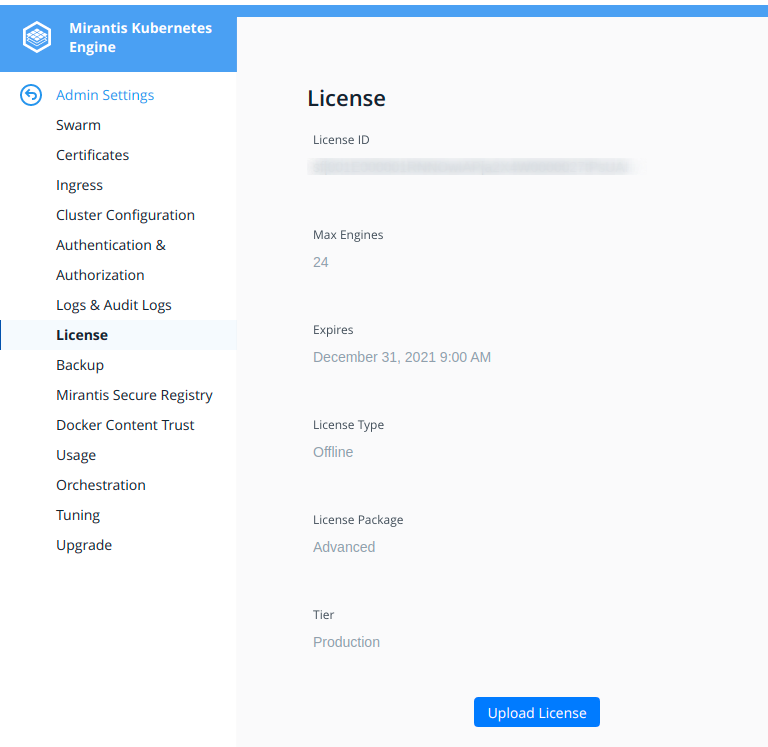 Mirantis Kubernetes
Engine
Admin Settings
Swarm
Certificates
Ingress
Cluster Configuration
Authentication &
Authorization
Logs & Audit Logs
License
Backup
Mirantis Secure Registry
Docker Content Trust
Usage
Orchestration
Tuning
Upgrade
License
License ID
Max Engines
24
Expires
December 31, 2021 9:00 AM
License Type
Offline
License Package
Advanced
Tier
Production
Upload License